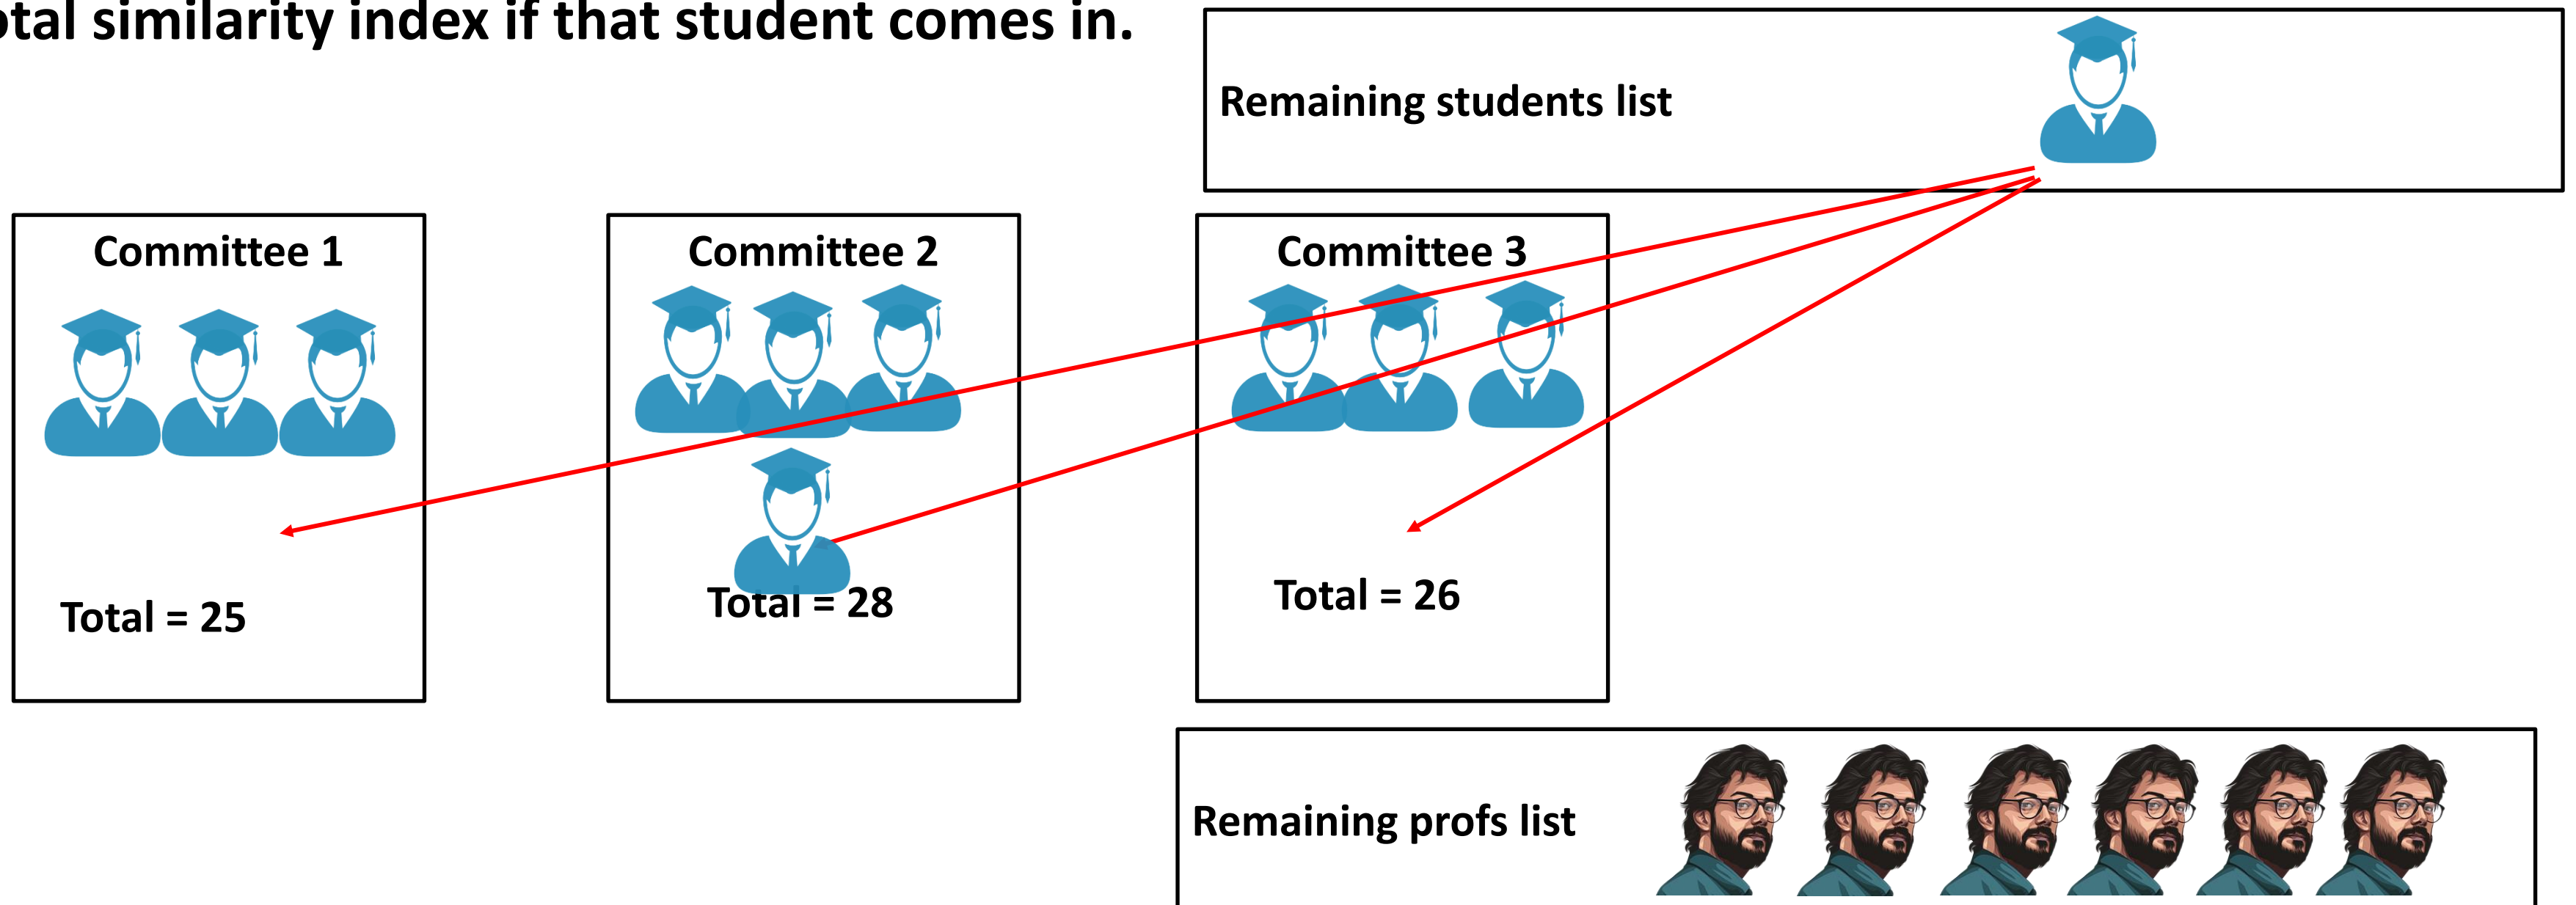 tal similarity index if that student comes in.
Remaining students list
Committee 1
Committee 2
Committee 3
Total = 25
Total = 28
Total = 26
Remaining profs list